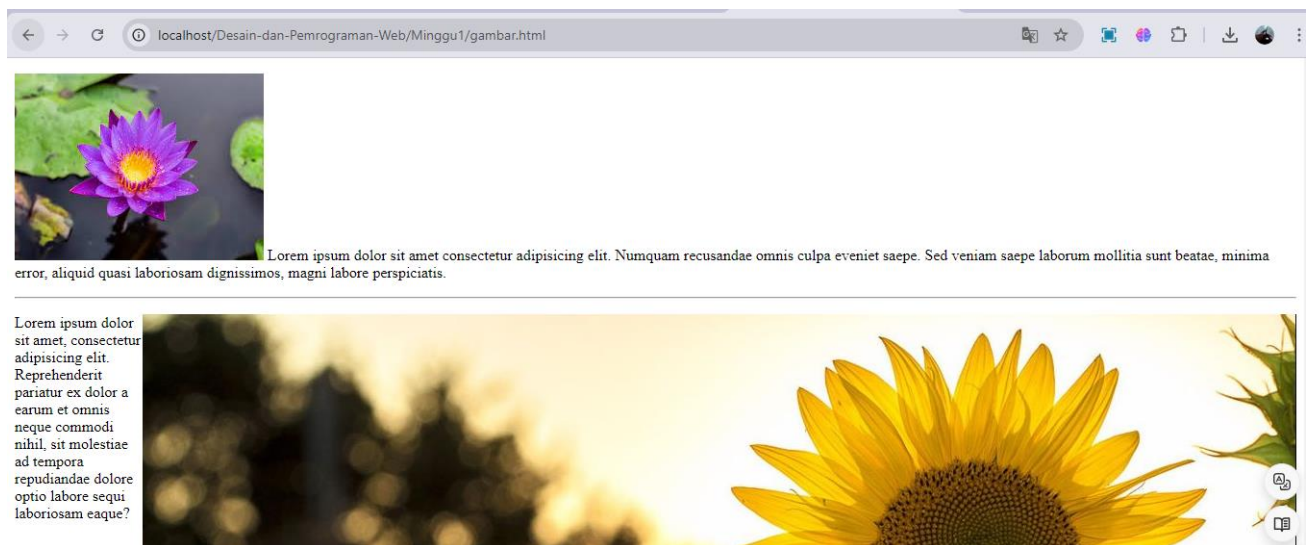 localhost/Desain-dan-Pemrograman-Web/Minggu1/gambar.html
Lorem ipsum dolor sit amet consectetur adipisicing elit. Numquam recusandae omnis culpa eveniet saepe. Sed veniam saepe laborum mollitia sunt beatae, minima
error, aliquid quasi laboriosam dignissimos, magni labore perspiciatis.
Lorem ipsum dolor
sit amet, consectetur
adipisicing elit.
Reprehenderit
pariatur ex dolor a
earum et omnis
neque commodi
nihil, sit molestiae
ad tempora
repudiandae dolore
optio labore sequi
laboriosam eaque?